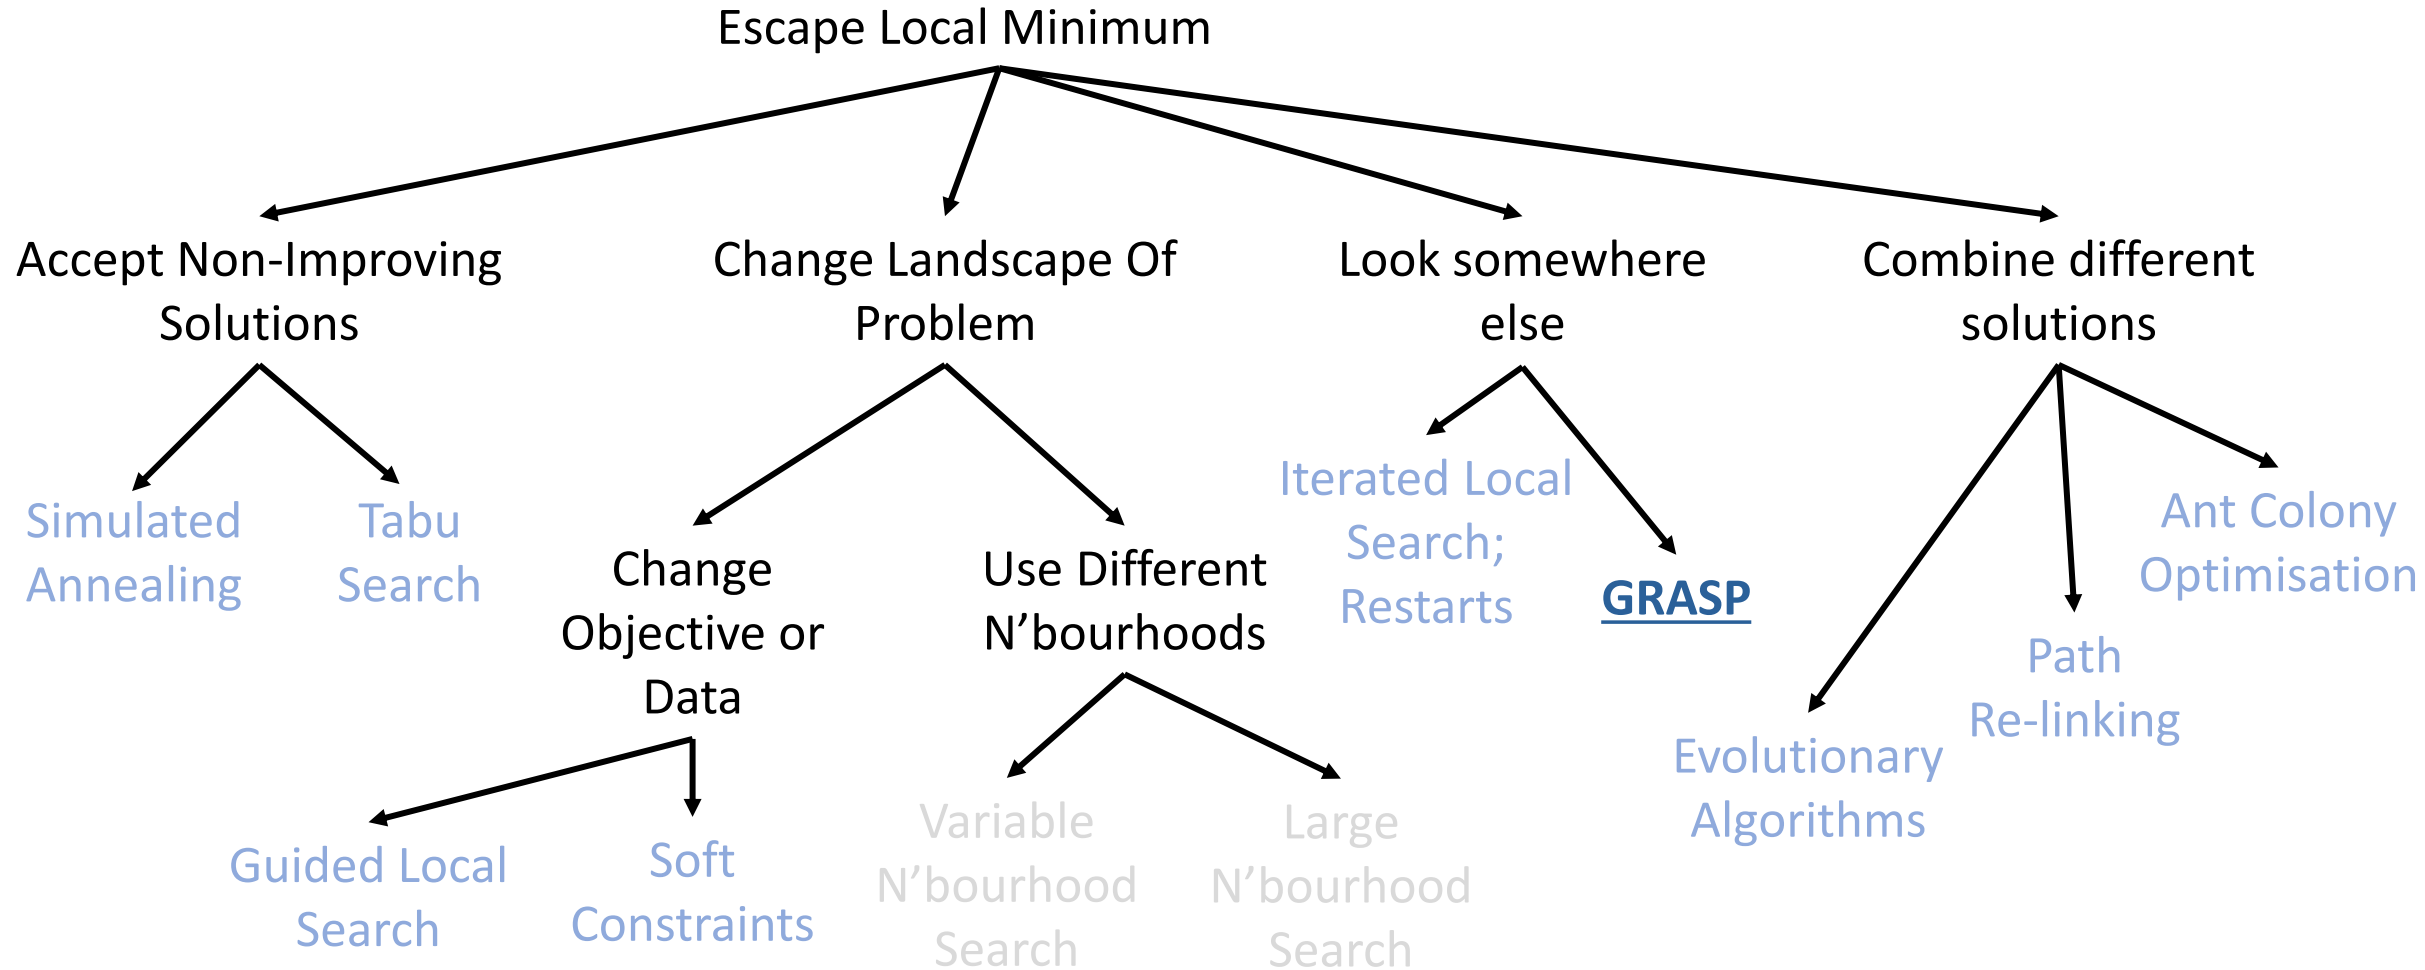 Escape Local Minimum
Accept Non-Improving
Solutions
Change Landscape Of
Problem
Look somewhere
else
Combine different
solutions
Simulated
Annealing
Tabu
Search
Change
Objective or
Data
Use Different
N’bourhoods
Iterated Local
Search;
Restarts
GRASP
Ant Colony
Optimisation
Path
Re-linking
Evolutionary
Algorithms
Guided Local
Search
Soft
Constraints
Variable
N’bourhood
Search
Large
N’bourhood
Search